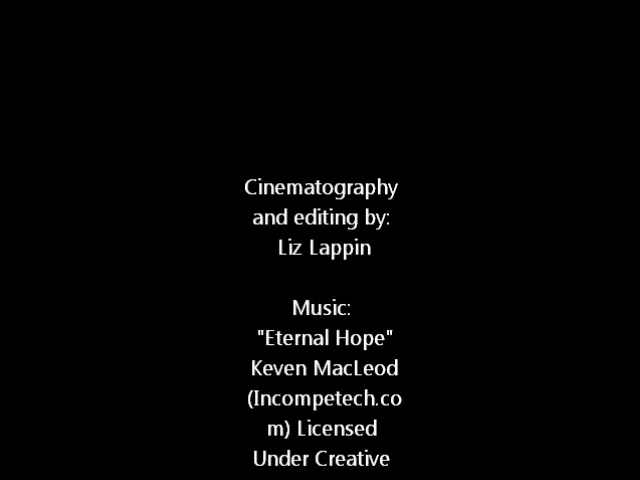 Cinematography
and editing by:
Liz Lappin
Music:
"Eternal Hope"
Keven MacLeod
(Incompetech.co
m) Licensed
Under Creative